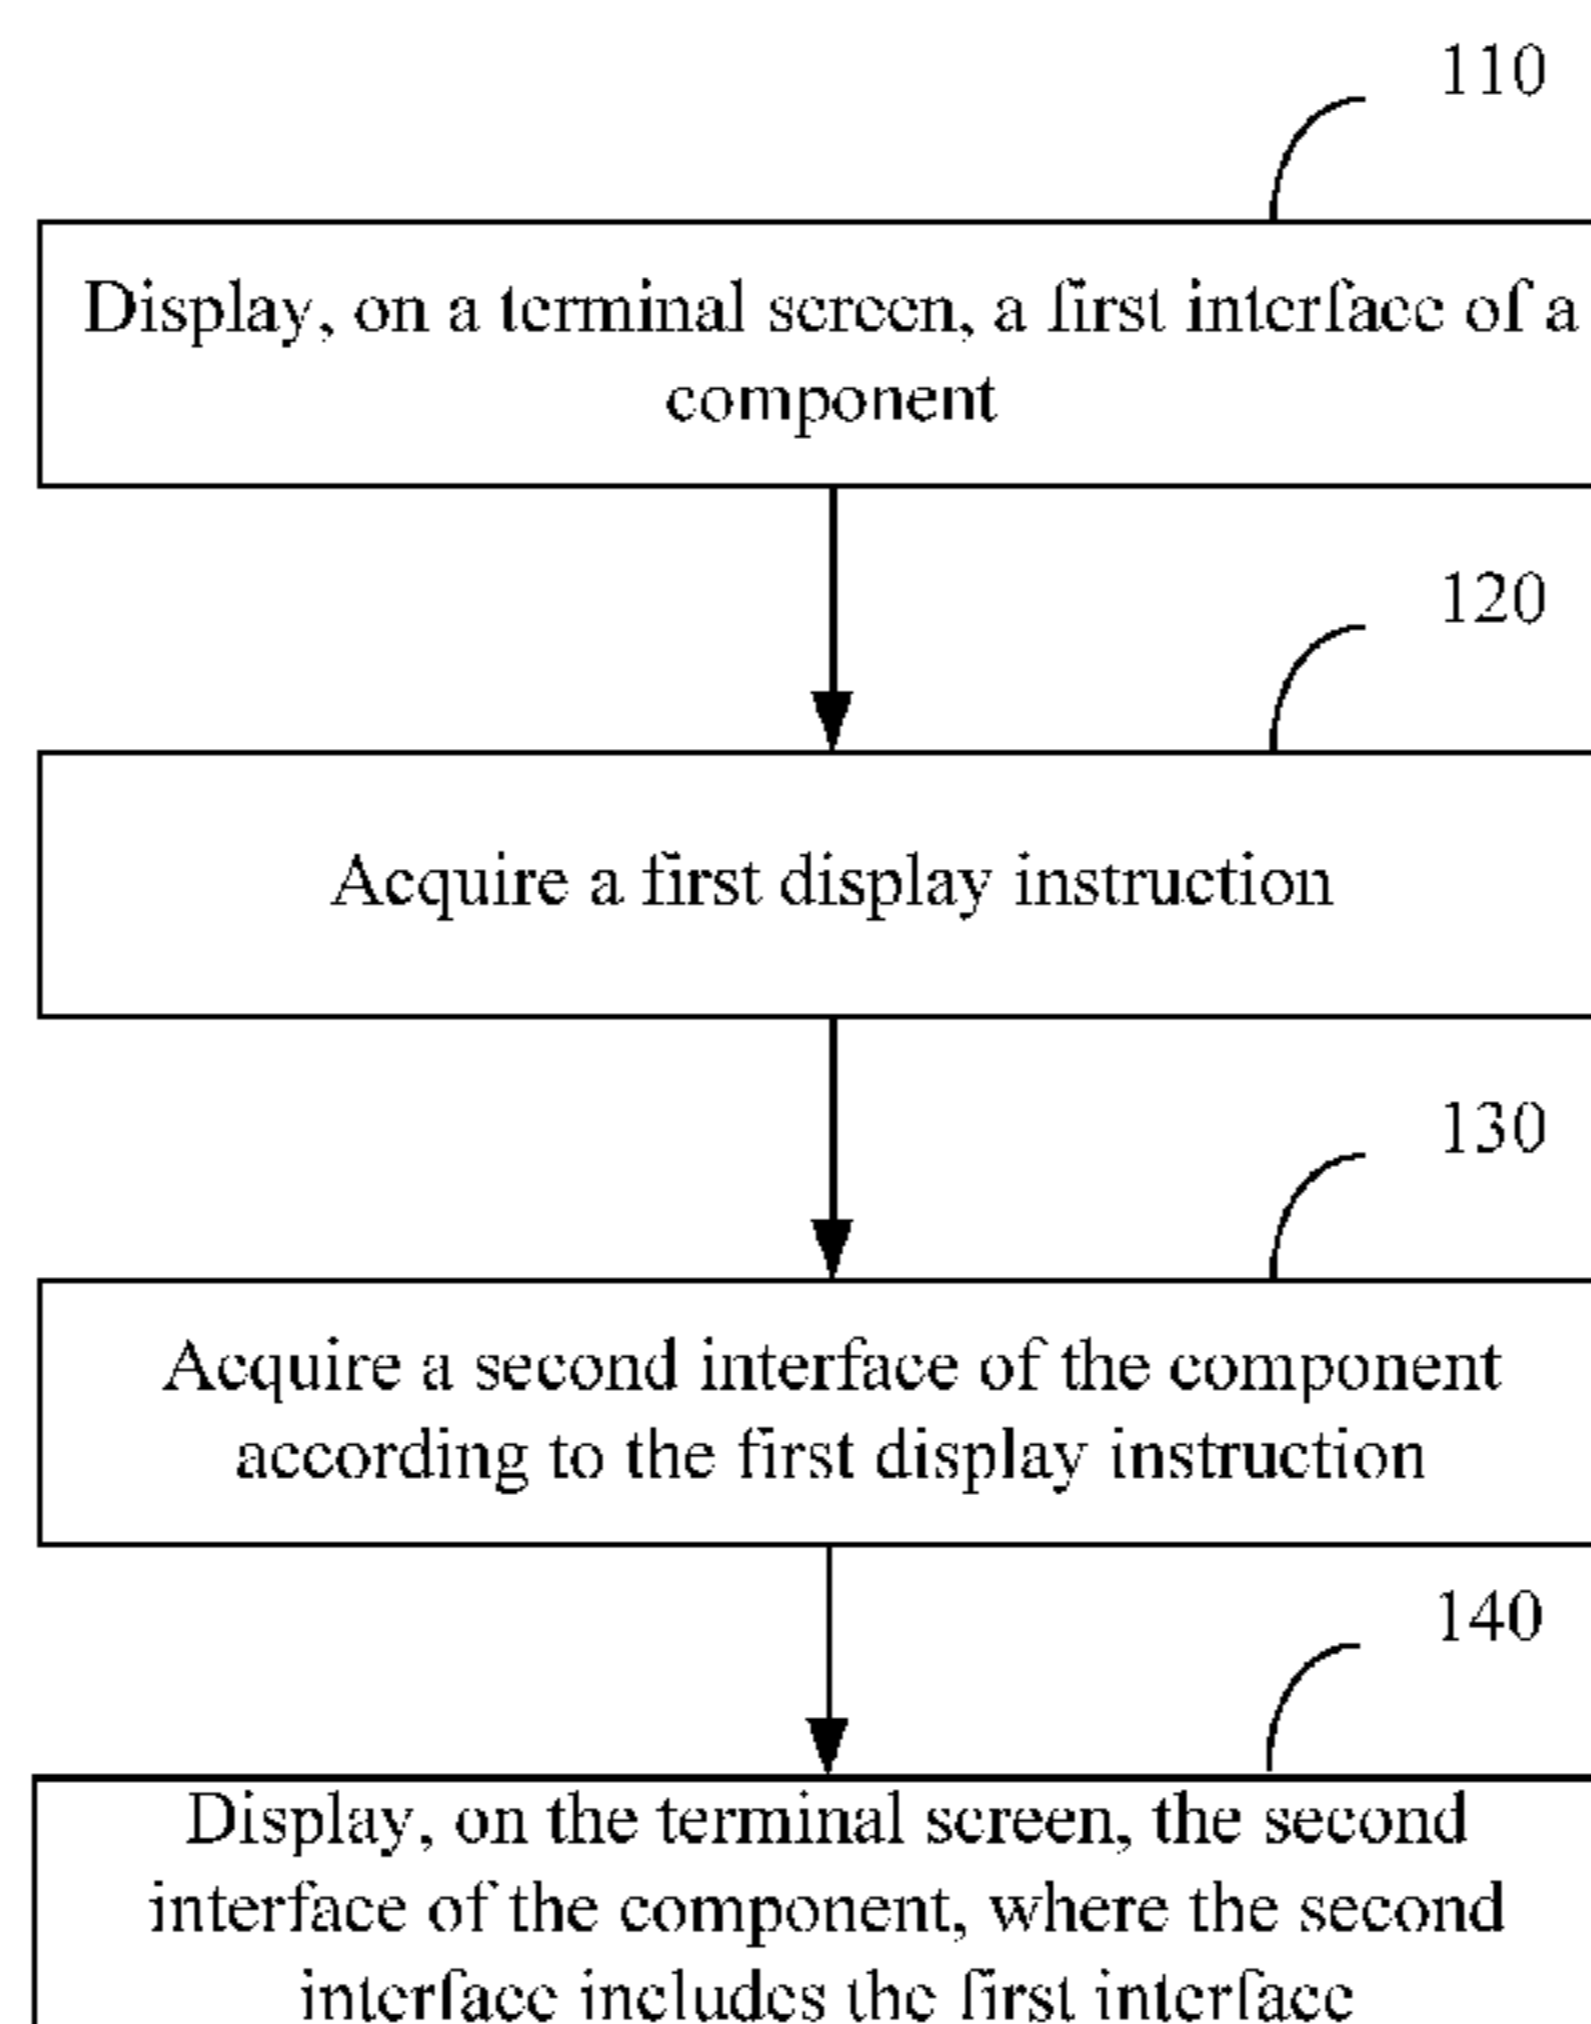 110
Display, on a terminal screen, a first interface of a
component
120
Acquire a first display instruction
130
Acquire a second interface of the component
according to the first display instruction
140
Display, on the terminal screen, the second
interface of the component, where the second
interface includes the first interface